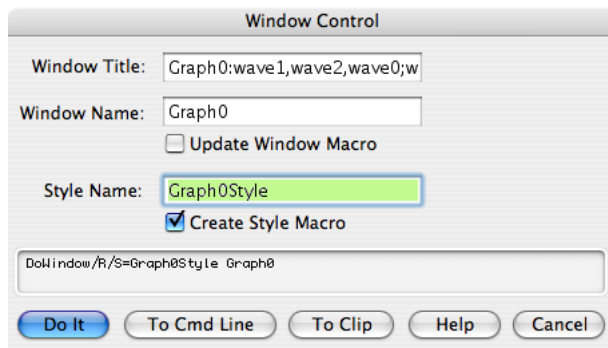 Window Control
Window Title: Graph0:wave1,wave2,wave0;w
Window Name: Graph0
Update Window Macro
Style Name: Graph0Style
Create Style Macro
DoWindow/R/S=Graph0Style Graph0
Do It To Cmd Line To Clip Help Cancel